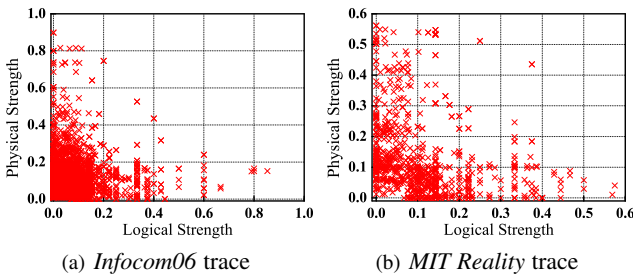 1.0
0.8
0.6
0.4
0.2
0.0
Physical Strength
0.0 0.2 0.4 0.6 0.8 1.0
Logical Strength
(a) Infocom06 trace
0.6
0.5
0.4
0.3
0.2
0.1
0.0
Physical Strength
0.0 0.1 0.2 0.3 0.4 0.5 0.6
Logical Strength
(b) MIT Reality trace